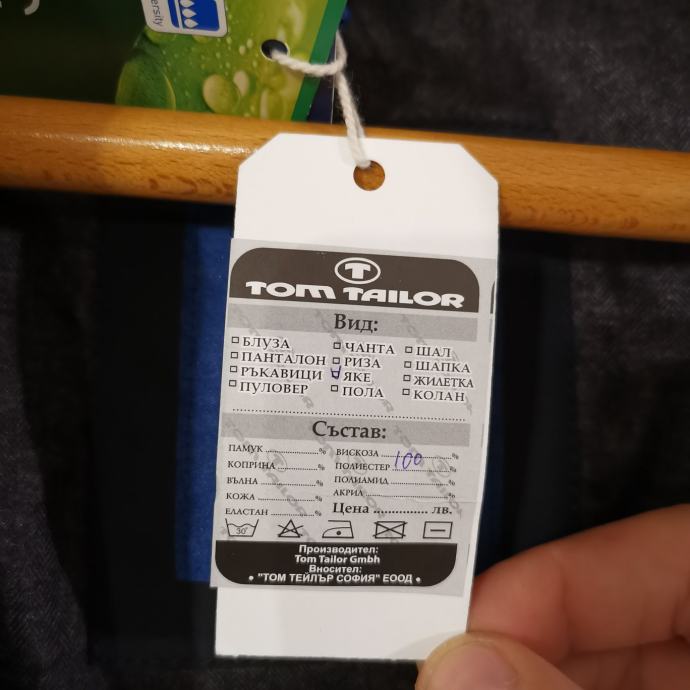 ersity
TOM TAILOR
Вид:
БЛУЗА ЧАНТА ШАЛ
ПАНТАЛОН РИЗА ШАПКА
РЪКАВИЦИ ЯКЕ ЖИЛЕТКА
ПУЛОВЕР ПОЛА КОЛАН
Състав:
ПАМУК ..........% ВИСКОЗА ..........%
КОПРИНА ..........% ПОЛИЕСТЕР 100 %
ВЪЛНА ..........% ПОЛИАМИД ..........%
КОЖА ..........% АКРИЛ ..........%
ЕЛАСТАН ..........% Цена .............. лв.
30°
Производител:
Tom Tailor Gmbh
Вносител:
• "ТОМ ТЕЙЛЪР СОФИЯ" ЕООД •